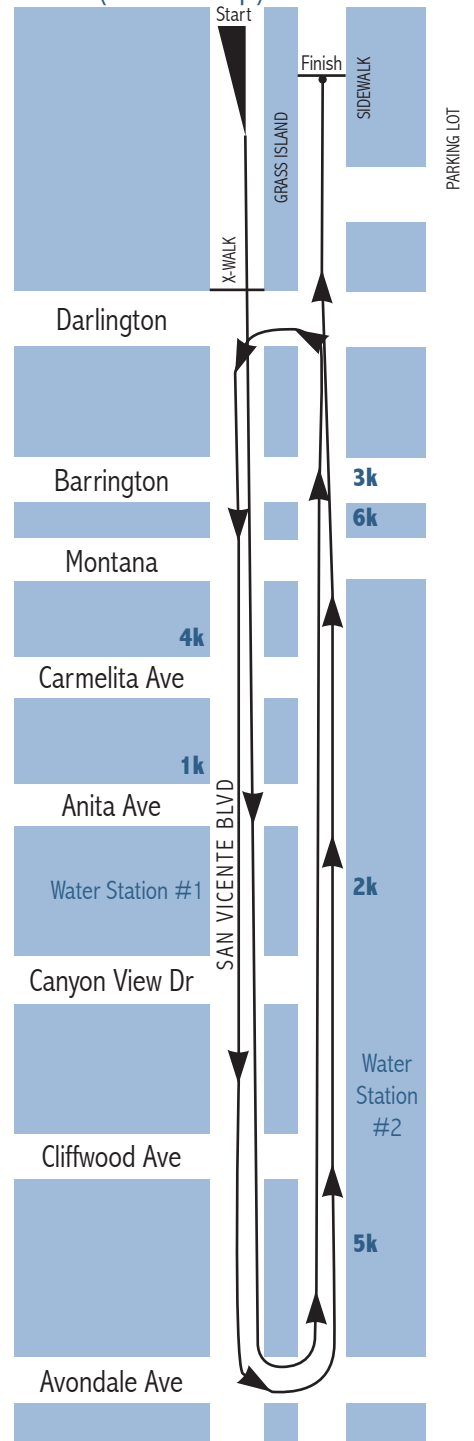 Start
Finish
SIDEWALK
GRASS ISLAND
PARKING LOT
X-WALK
Darlington
Barrington
3k
6k
Montana
4k
Carmelita Ave
1k
Anita Ave
SAN VICENTE BLVD
Water Station #1
2k
Canyon View Dr
Water
Station
#2
Cliffwood Ave
5k
Avondale Ave